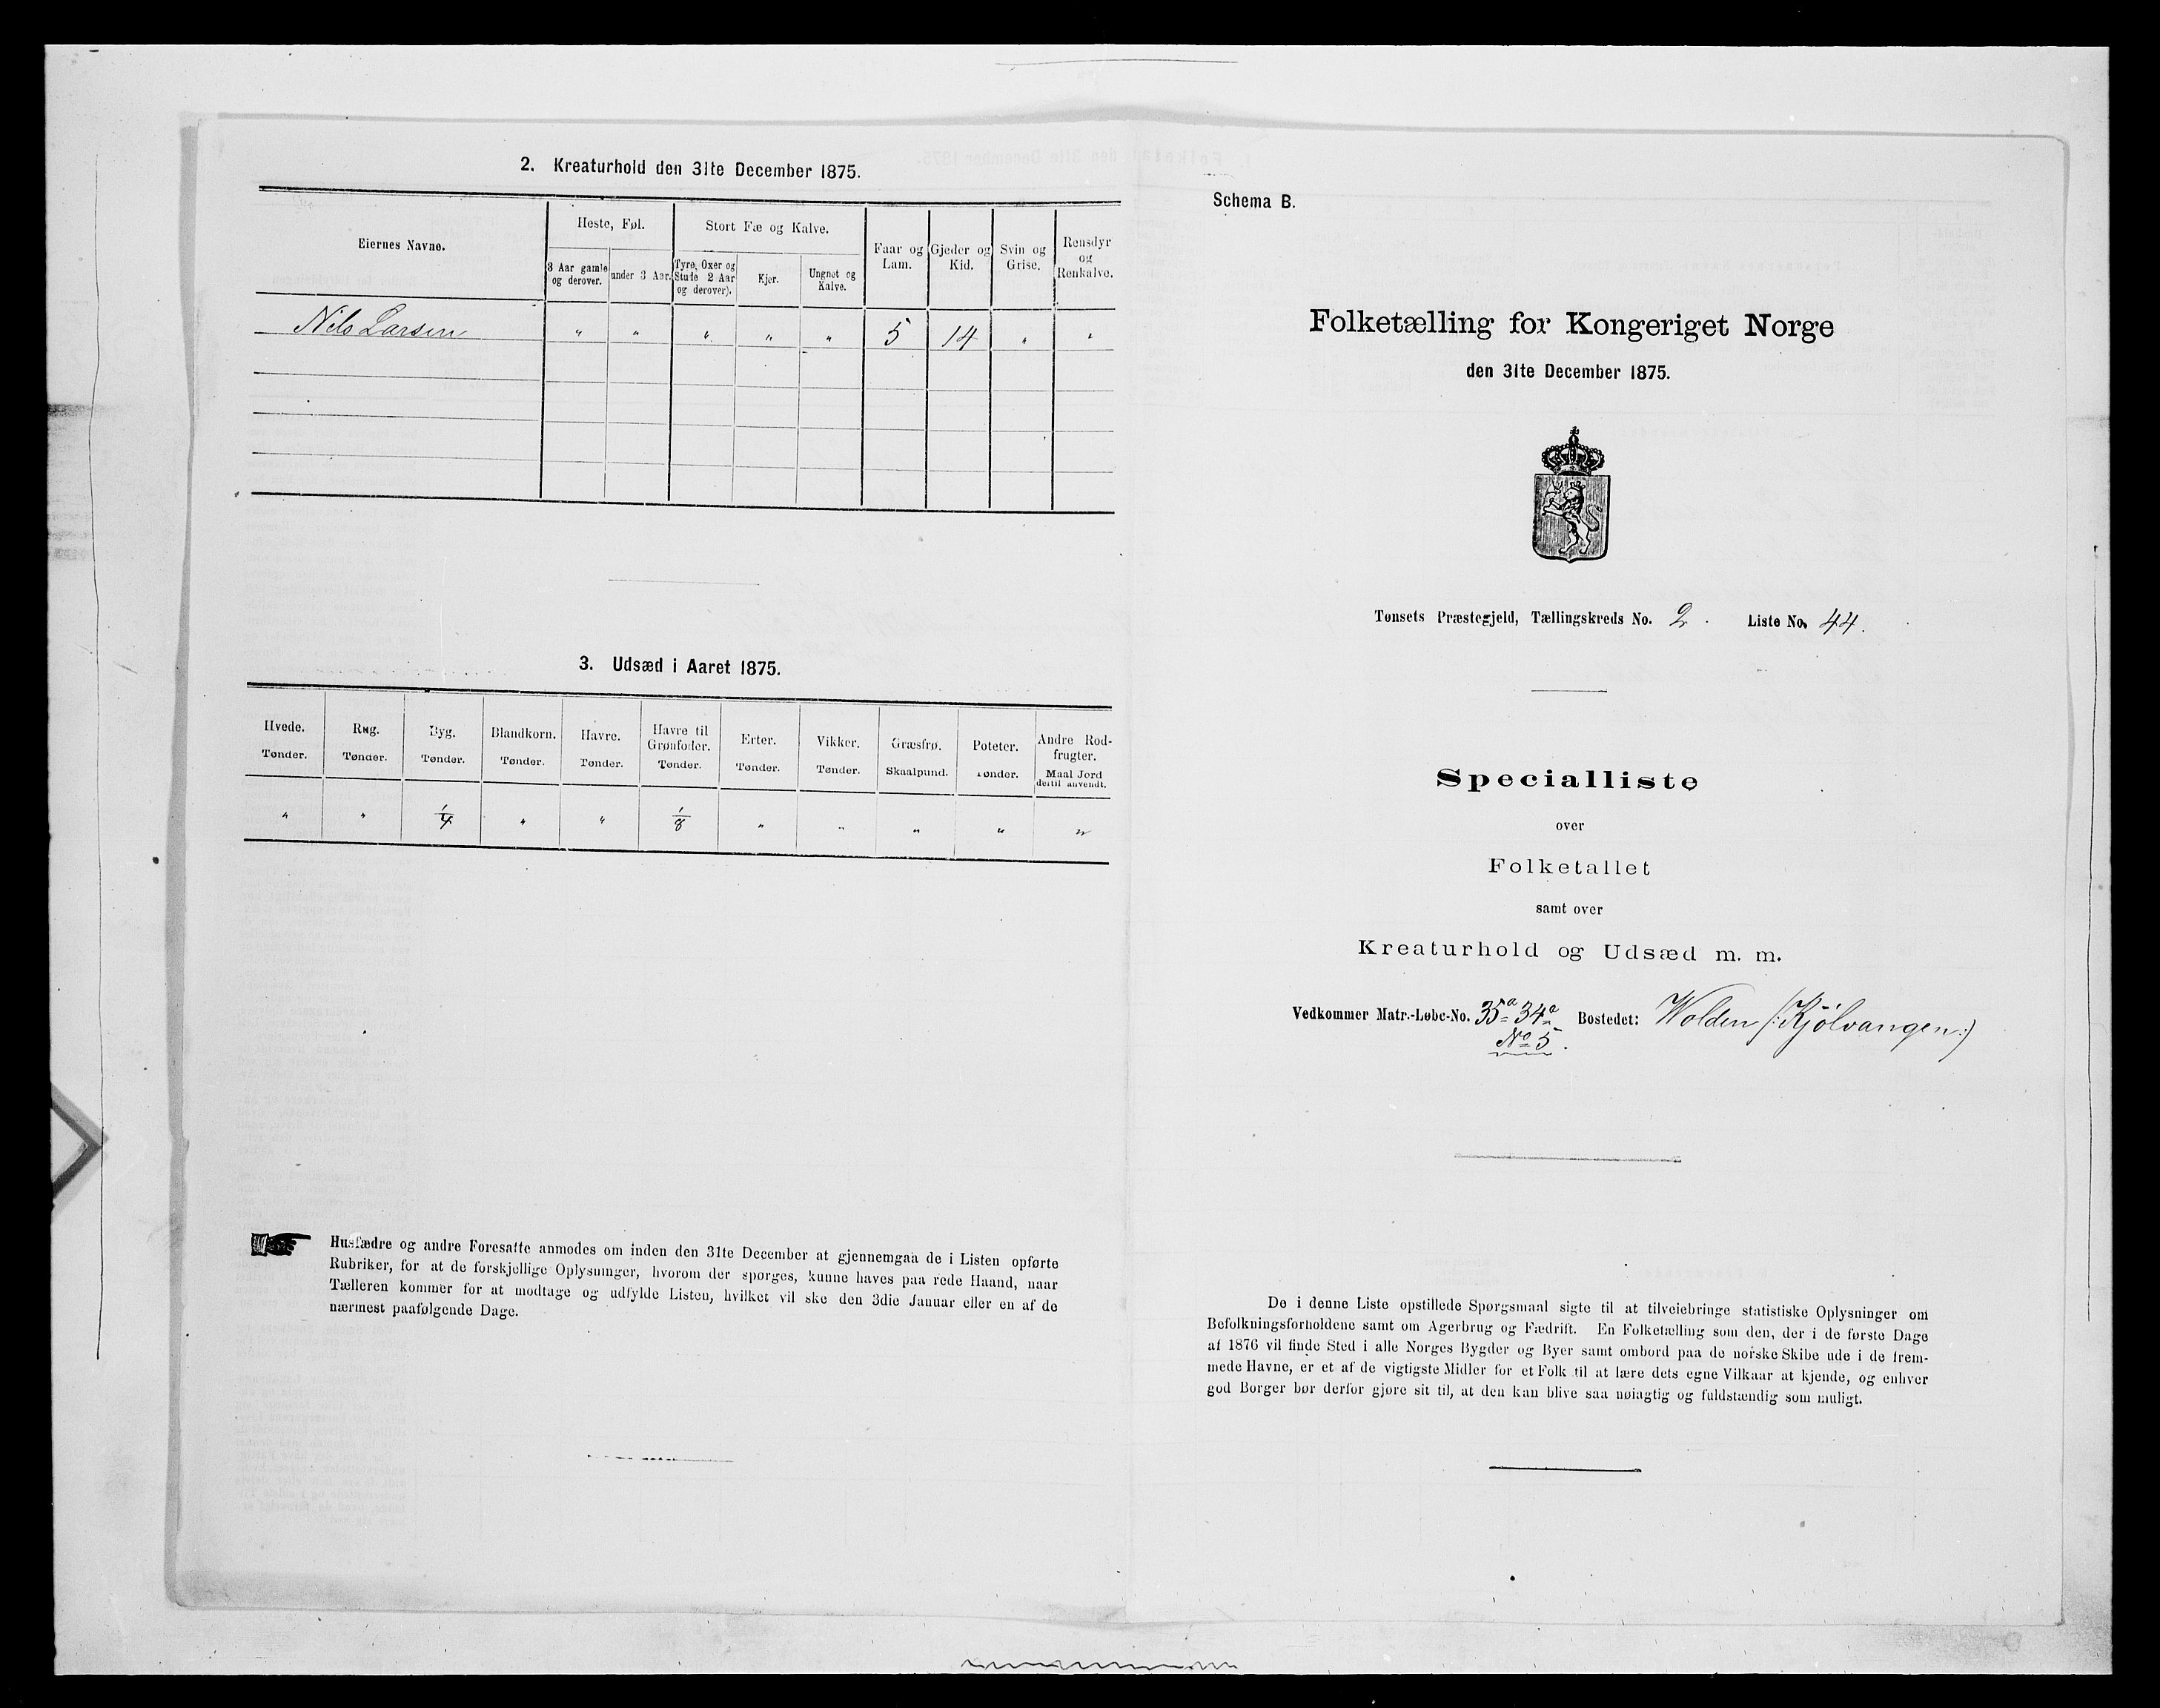 2. Kreaturhold den 31te December 1875.
Eiernes Navne.
Heste, Føl.
Stort Fæ og Kalve.
Faar og Lam.
Gjeder og Kid.
Svin og Grise.
Rensdyr og Renkalve.
3 Aar gamle og derover.
under 3 Aar.
Tyre, Oxer og Stude 2 Aar og derover).
Kjer.
Ungnet og Kalve.
Nils Larsen " " " " " 5 14 " "
3. Udsæd i Aaret 1875.
Hvede. Rug. Byg. Blandkorn. Havre. Havre til Grønfoder. Erter. Vikker. Græsfrø. Poteter. Andre Rodfrugter.
Tønder. Tønder. Tønder. Tønder. Tønder. Tønder. Tønder. Tønder. Skaalpund. Tønder. Maal Jord dertil anvendt.
" " 1/4 " " 1/8 " " " " "
Husfædre og andre Foresatte anmodes om inden den 31te December at gjennemgaa de i Listen opførte
Rubriker, for at de forskjellige Oplysninger, hvorom der spørges, kunne haves paa rede Haand, naar
Tælleren kommer for at modtage og udfylde Listen, hvilket vil ske den 3die Januar eller en af de
nærmest paafølgende Dage.
Schema B.
Folketælling for Kongeriget Norge
den 31te December 1875.
Tønsets Præstegjeld, Tællingskreds No. 2. Liste No. 44.
Specialliste
over
Folketallet
samt over
Kreaturhold og Udsæd m. m.
Vedkommer Matr.-Løbe-No. 35a 34a Bostedet: Wolden /: Kjölvangen :)
No 5.
De i denne Liste opstillede Spørgsmaal sigte til at tilveiebringe statistiske Oplysninger om
Befolkningsforholdene samt om Agerbrug og Fædrift. En Folketælling som den, der i de første Dage
af 1876 vil finde Sted i alle Norges Bygder og Byer samt ombord paa de norske Skibe ude i de frem-
mede Havne, er et af de vigtigste Midler for et Folk til at lære dets egne Vilkaar at kjende, og enhver
god Borger bør derfor gjøre sit til, at den kan blive saa nøiagtig og fuldstændig som muligt.